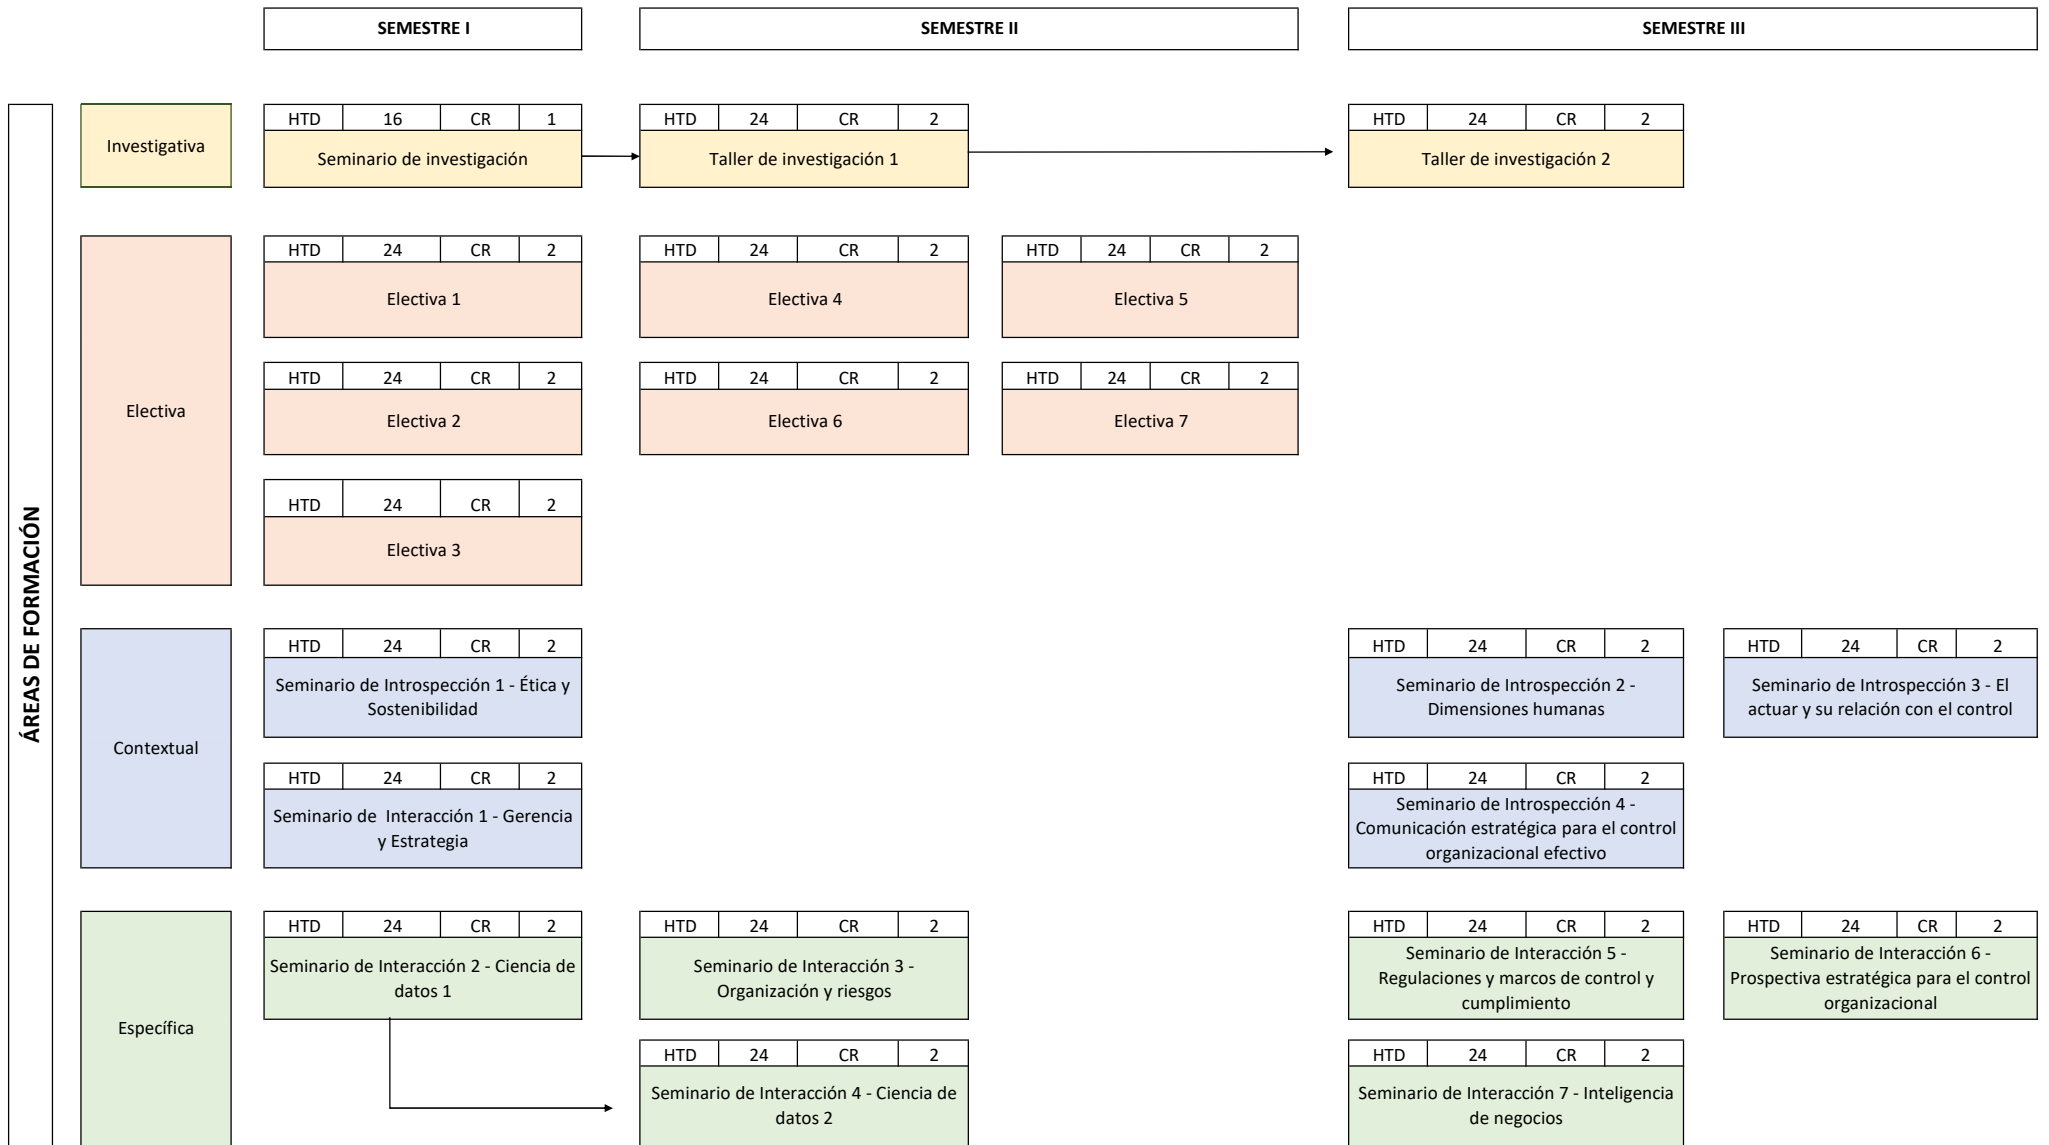 SEMESTRE I
SEMESTRE II
SEMESTRE III
ÁREAS DE FORMACIÓN
Investigativa
HTD 16 CR 1
Seminario de investigación
HTD 24 CR 2
Taller de investigación 1
HTD 24 CR 2
Taller de investigación 2
Electiva
HTD 24 CR 2
Electiva 1
HTD 24 CR 2
Electiva 4
HTD 24 CR 2
Electiva 5
HTD 24 CR 2
Electiva 2
HTD 24 CR 2
Electiva 6
HTD 24 CR 2
Electiva 7
HTD 24 CR 2
Electiva 3
Contextual
HTD 24 CR 2
Seminario de Introspección 1 - Ética y
Sostenibilidad
HTD 24 CR 2
Seminario de Introspección 2 -
Dimensiones humanas
HTD 24 CR 2
Seminario de Introspección 3 - El
actuar y su relación con el control
HTD 24 CR 2
Seminario de Interacción 1 - Gerencia
y Estrategia
HTD 24 CR 2
Seminario de Introspección 4 -
Comunicación estratégica para el control
organizacional efectivo
Específica
HTD 24 CR 2
Seminario de Interacción 2 - Ciencia de
datos 1
HTD 24 CR 2
Seminario de Interacción 3 -
Organización y riesgos
HTD 24 CR 2
Seminario de Interacción 5 -
Regulaciones y marcos de control y
cumplimiento
HTD 24 CR 2
Seminario de Interacción 6 -
Prospectiva estratégica para el control
organizacional
HTD 24 CR 2
Seminario de Interacción 4 - Ciencia de
datos 2
HTD 24 CR 2
Seminario de Interacción 7 - Inteligencia
de negocios